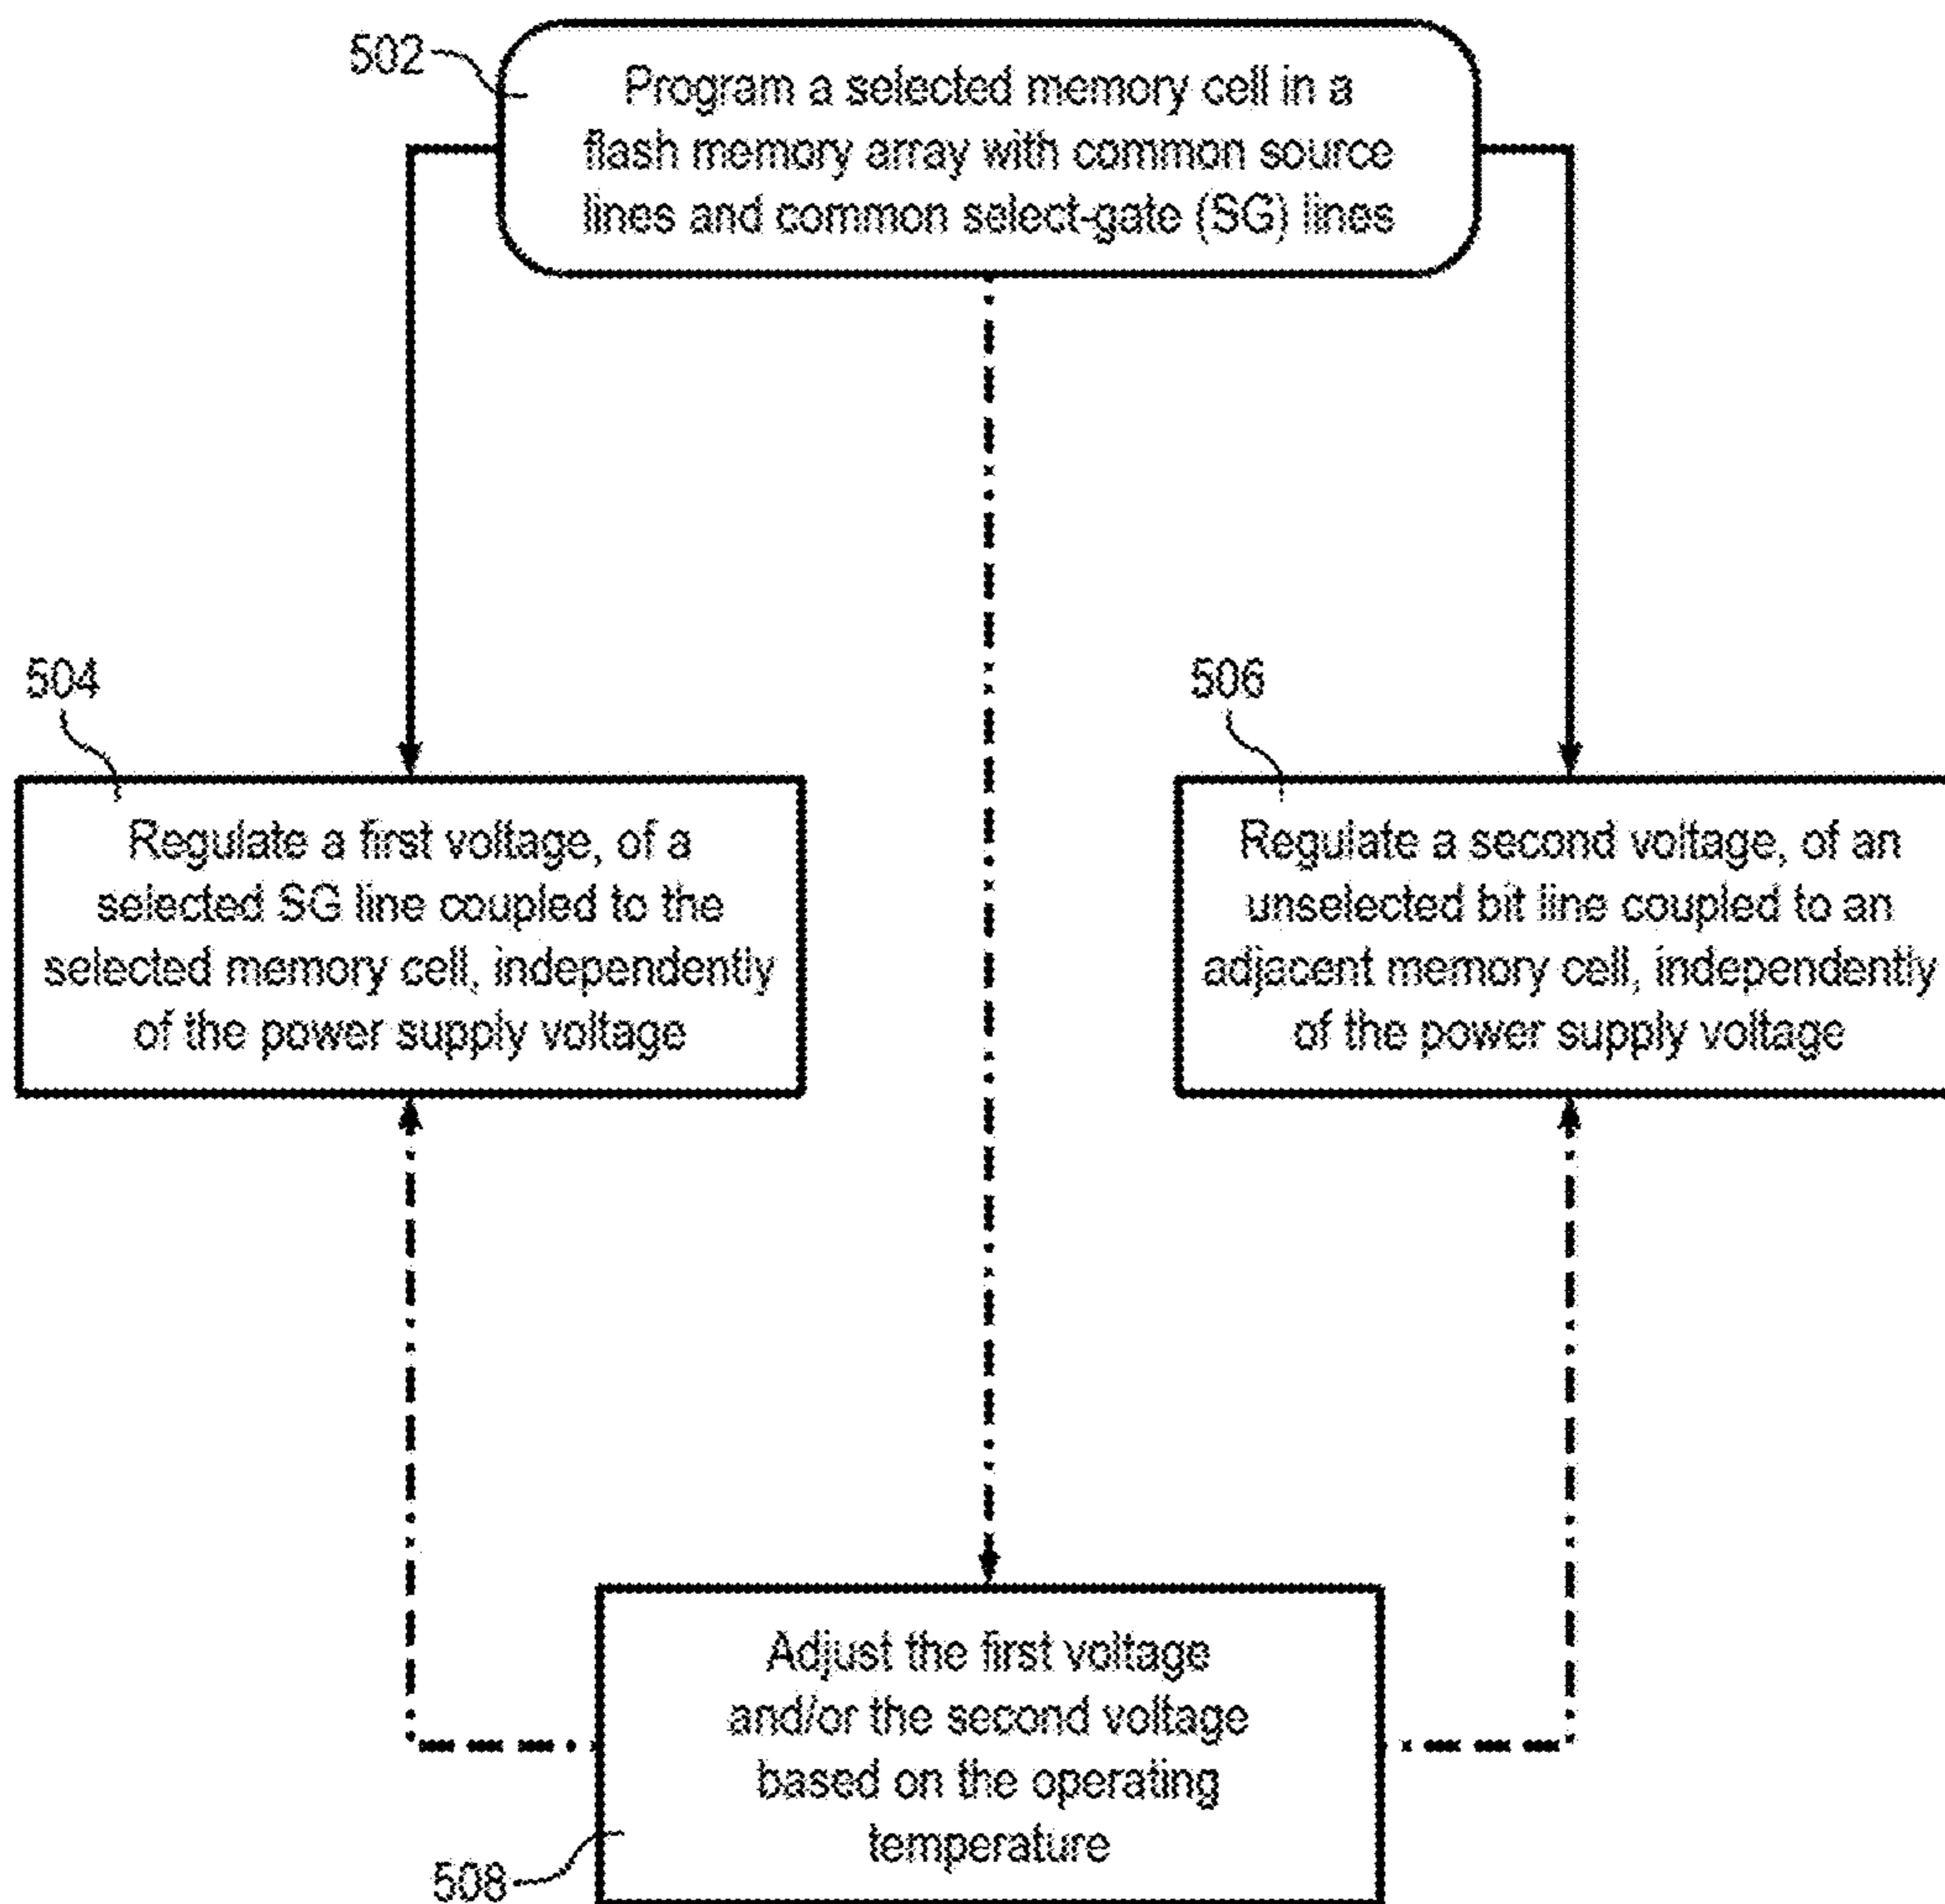 502
Program a selected memory cell in a
flash memory array with common source
lines and common select-gate (SG) lines
504
Regulate a first voltage, of a
selected SG line coupled to the
selected memory cell, independently
of the power supply voltage
506
Regulate a second voltage, of an
unselected bit line coupled to an
adjacent memory cell, independently
of the power supply voltage
Adjust the first voltage
and/or the second voltage
based on the operating
temperature
508